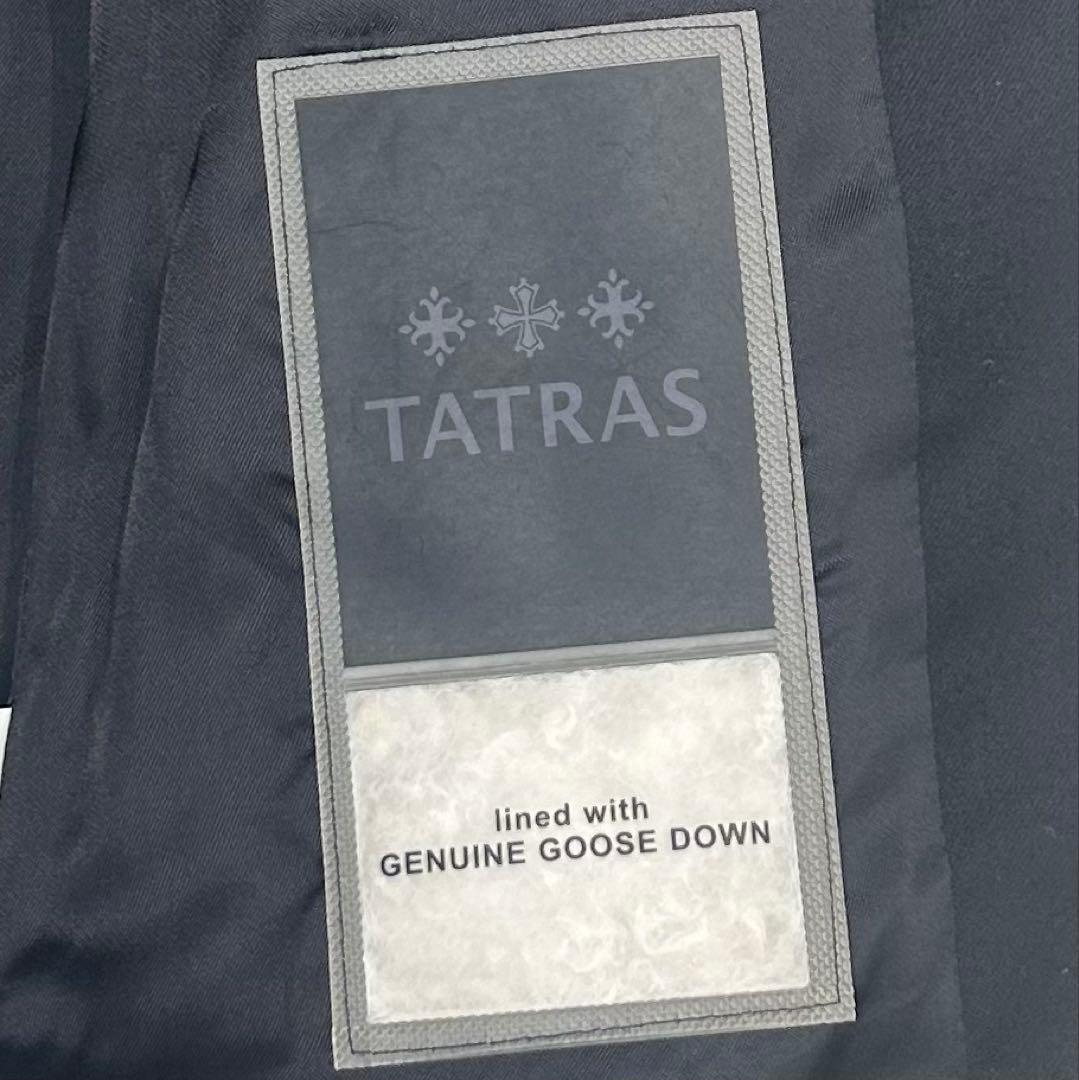 TATRAS
lined with
GENUINE GOOSE DOWN